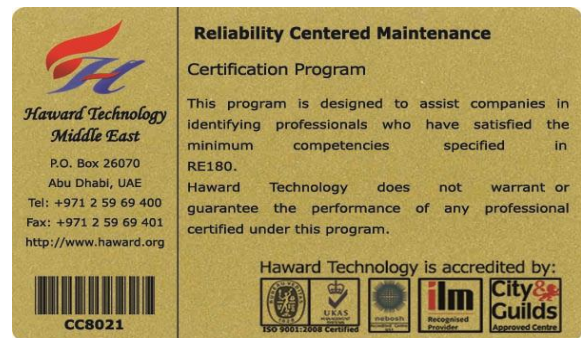 Haward Technology
Middle East
P.O. Box 26070
Abu Dhabi, UAE
Tel: +971 2 59 69 400
Fax: +971 2 59 69 401
http://www.haward.org
CC8021
Reliability Centered Maintenance
Certification Program
This program is designed to assist companies in
identifying professionals who have satisfied the
minimum competencies specified in
RE180.
Haward Technology does not warrant or
guarantee the performance of any professional
certified under this program.
Haward Technology is accredited by:
UKAS
MANAGEMENT
ISO 9001:2008 Certified
nebosh
ilm
Recognised
Provider
City&
Guilds
Approved Centre